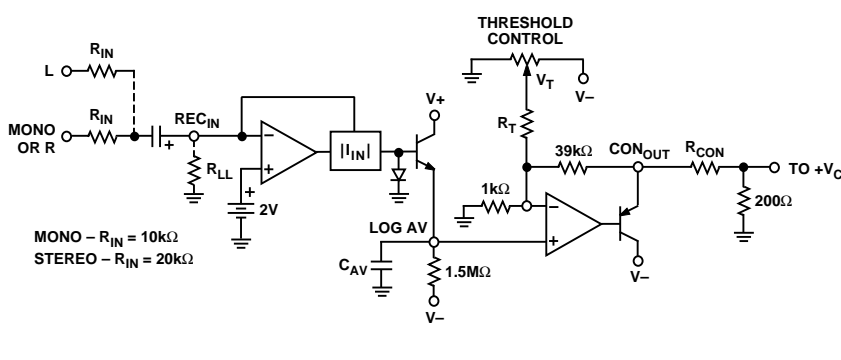 THRESHOLD
CONTROL
L
R_IN
V_T
V–
MONO
OR R
R_IN
REC_IN
R_LL
+
–
+
+
2V
|I_IN|
V+
R_T
39kΩ
CON_OUT
R_CON
TO +V_C
200Ω
1kΩ
–
+
V–
LOG AV
C_AV
1.5MΩ
V–
MONO – R_IN = 10kΩ
STEREO – R_IN = 20kΩ